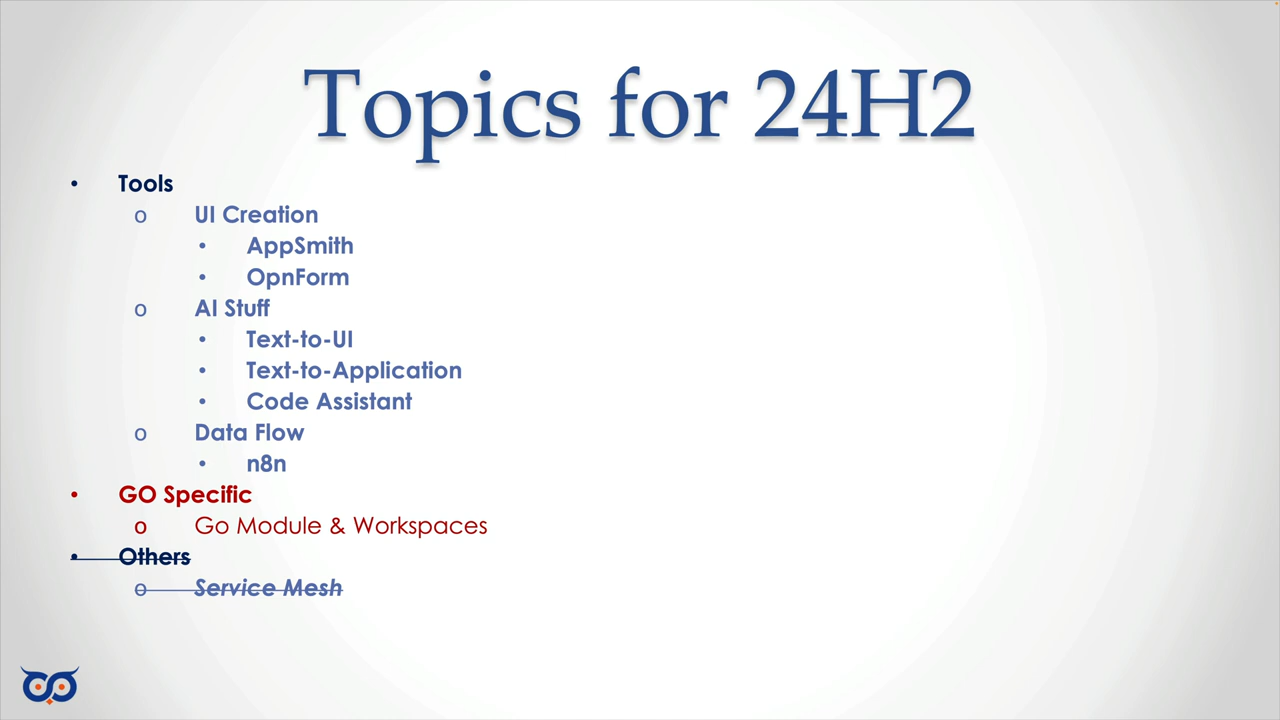 Topics for 24H2
• Tools
o UI Creation
• AppSmith
• OpnForm
o AI Stuff
• Text-to-UI
• Text-to-Application
• Code Assistant
o Data Flow
• n8n
• GO Specific
o Go Module & Workspaces
• Others
o Service Mesh